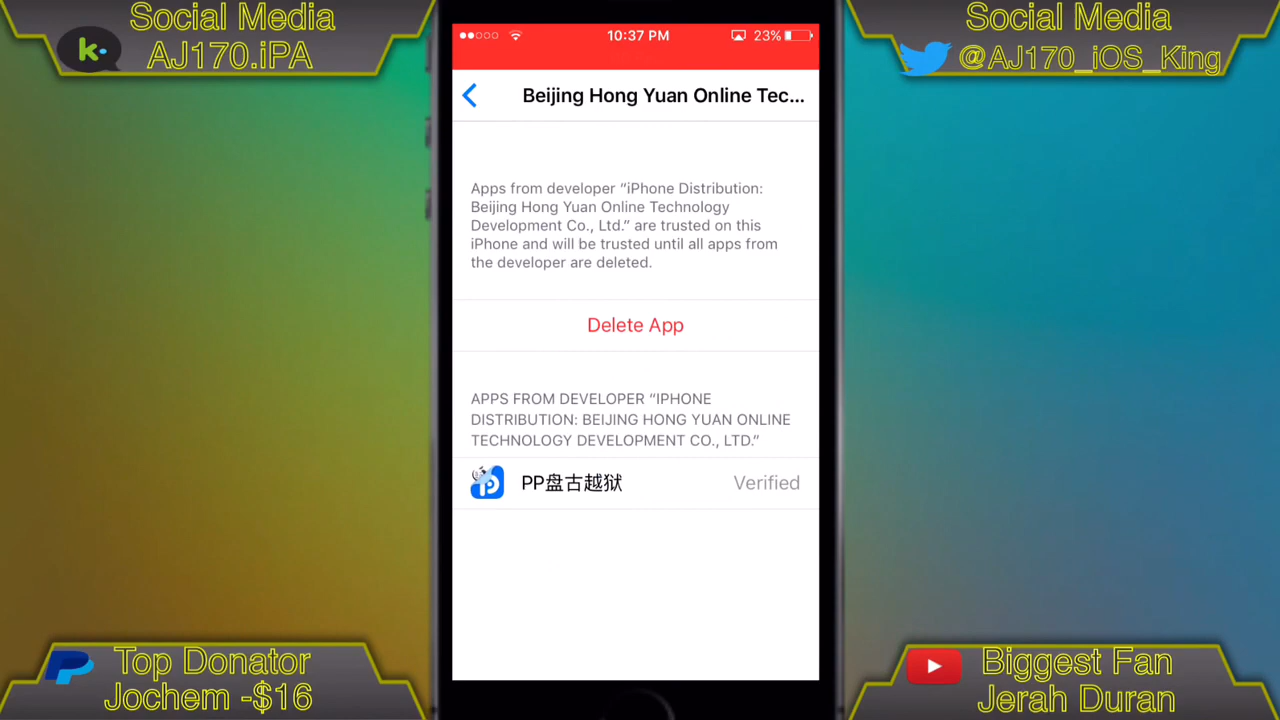 Social Media
AJ170.iPA
k.
Social Media
@AJ170_iOS_King
10:37 PM
23%
Beijing Hong Yuan Online Tec...
Apps from developer “iPhone Distribution:
Beijing Hong Yuan Online Technology
Development Co., Ltd.” are trusted on this
iPhone and will be trusted until all apps from
the developer are deleted.
Delete App
APPS FROM DEVELOPER “IPHONE
DISTRIBUTION: BEIJING HONG YUAN ONLINE
TECHNOLOGY DEVELOPMENT CO., LTD.”
PP盘古越狱
Verified
Top Donator
Jochem -$16
Biggest Fan
Jerah Duran